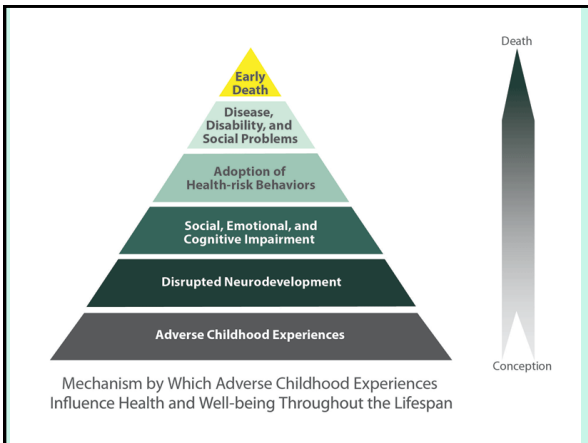 Death
Early
Death
Disease,
Disability, and
Social Problems
Adoption of
Health-risk Behaviors
Social, Emotional, and
Cognitive Impairment
Disrupted Neurodevelopment
Adverse Childhood Experiences
Conception
Mechanism by Which Adverse Childhood Experiences
Influence Health and Well-being Throughout the Lifespan